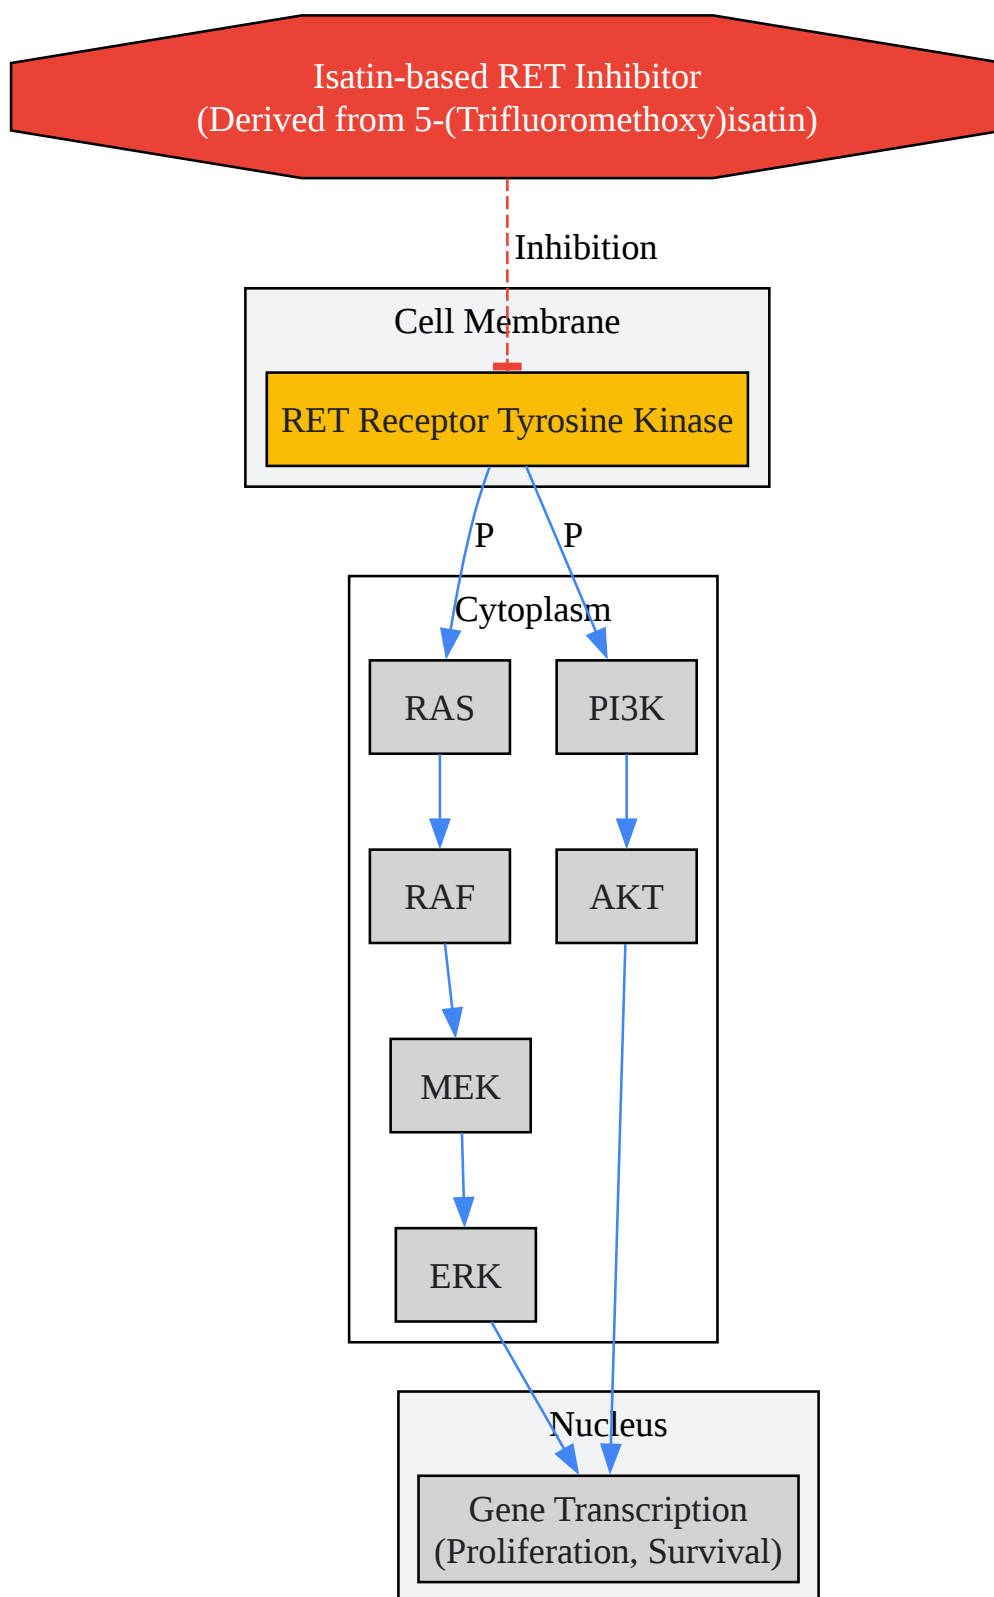 Isatin-based RET Inhibitor
(Derived from 5-(Trifluoromethoxy)isatin)
Inhibition
Cell Membrane
RET Receptor Tyrosine Kinase
P
P
Cytoplasm
RAS
PI3K
RAF
AKT
MEK
ERK
Nucleus
Gene Transcription
(Proliferation, Survival)